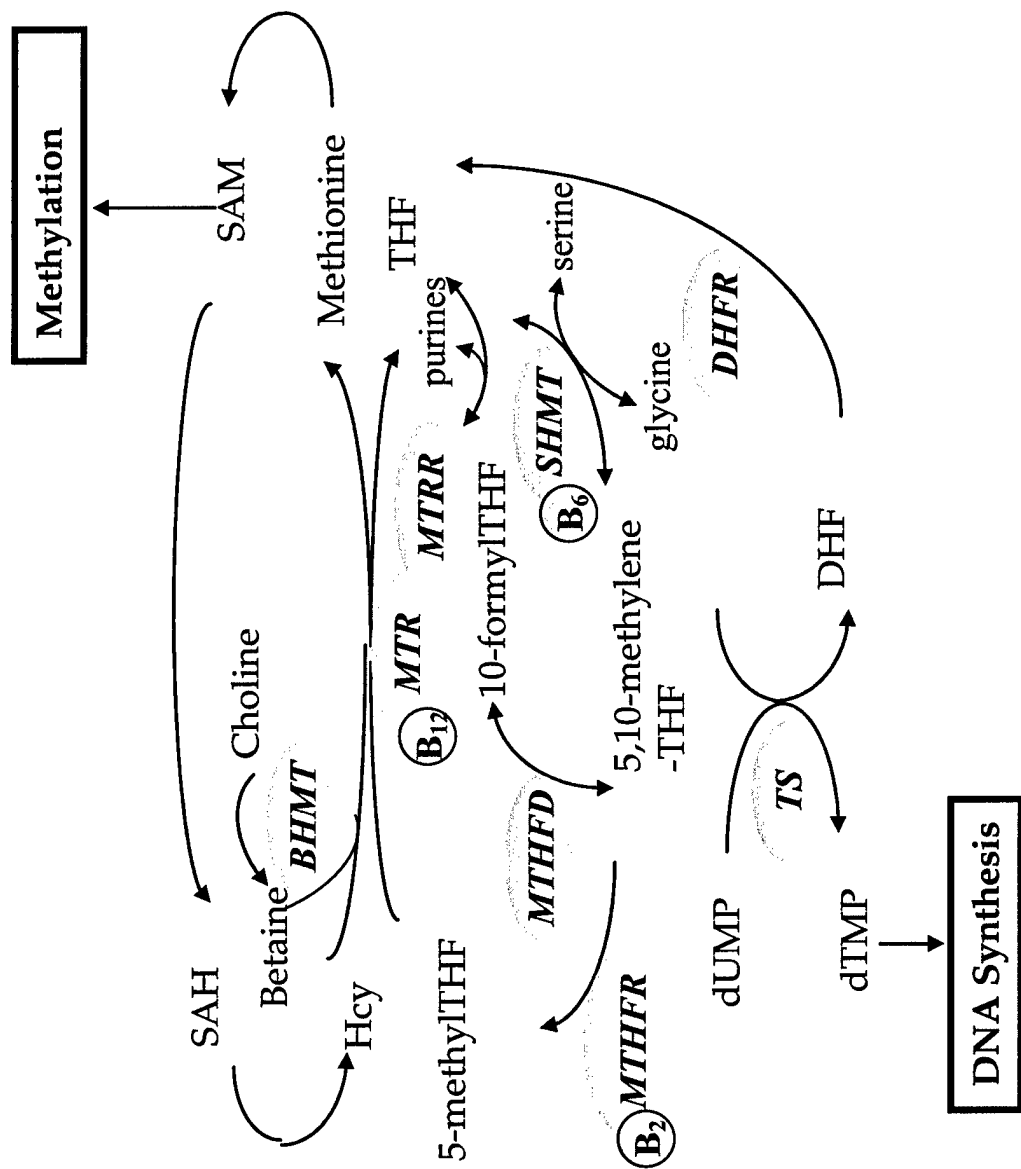 Methylation
SAM
SAH
Choline
Betaine
BHMT
Methionine
Hcy
THF
MTR
MTRR
B₁₂
purines
5-methylTHF
10-formylTHF
MTHFD
SHMT
B₆
serine
MTHFR
B₂
5,10-methylene
-THF
glycine
DHFR
dUMP
TS
dTMP
DHF
DNA Synthesis